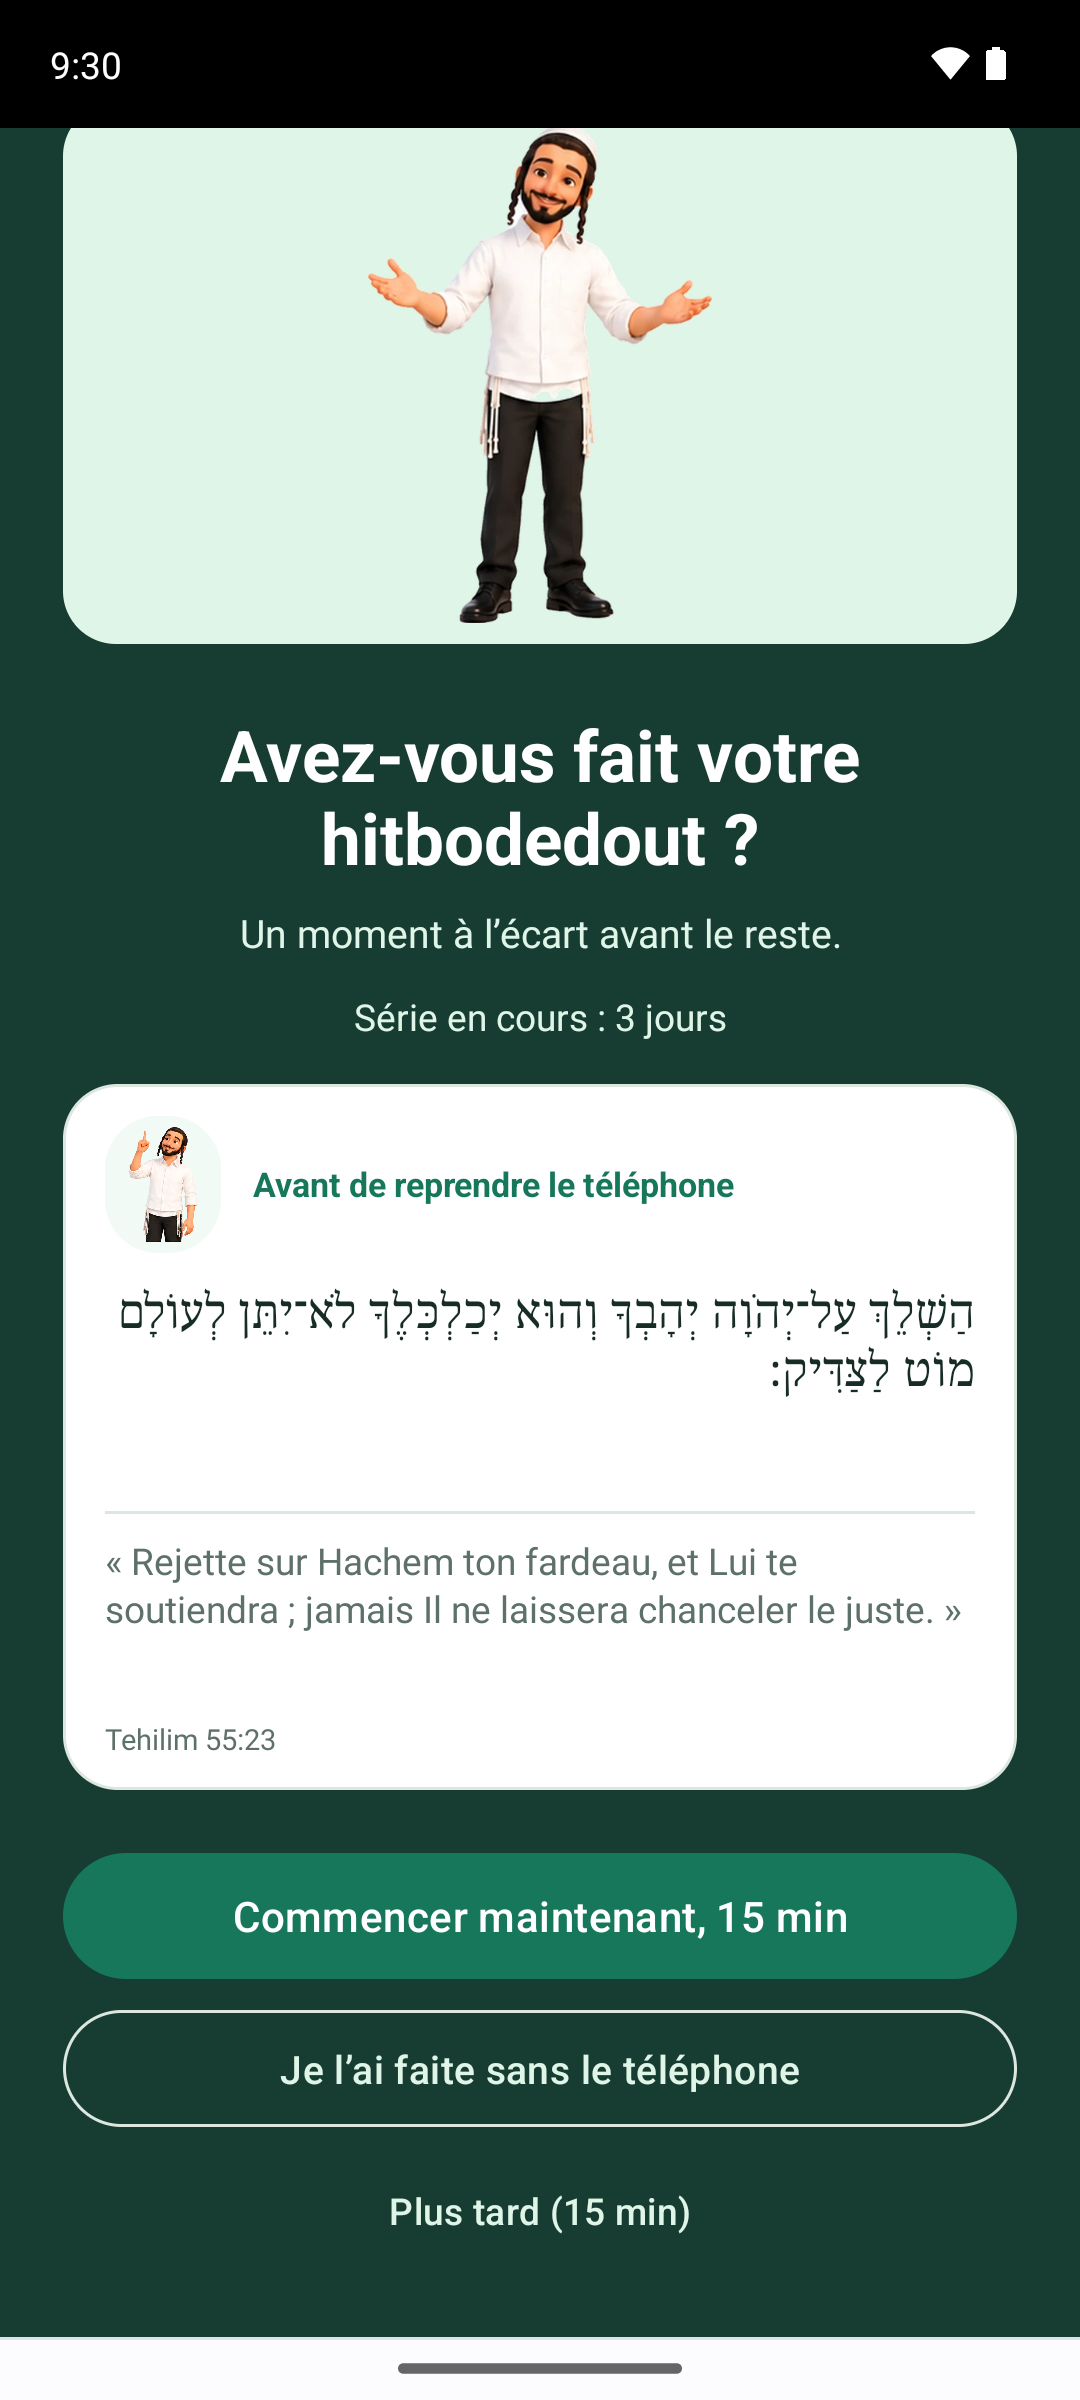 9:30
Avez-vous fait votre
hitbodedout ?
Un moment à l’écart avant le reste.
Série en cours : 3 jours
Avant de reprendre le téléphone
הַשְׁלֵךְ עַל־יְהֹוָה יְהָבְךָ וְהוּא יְכַלְכְּלֶךָ לֹא־יִתֵּן לְעוֹלָם
מוֹט לַצַּדִּיק:
« Rejette sur Hachem ton fardeau, et Lui te
soutiendra ; jamais Il ne laissera chanceler le juste. »
Tehilim 55:23
Commencer maintenant, 15 min
Je l’ai faite sans le téléphone
Plus tard (15 min)